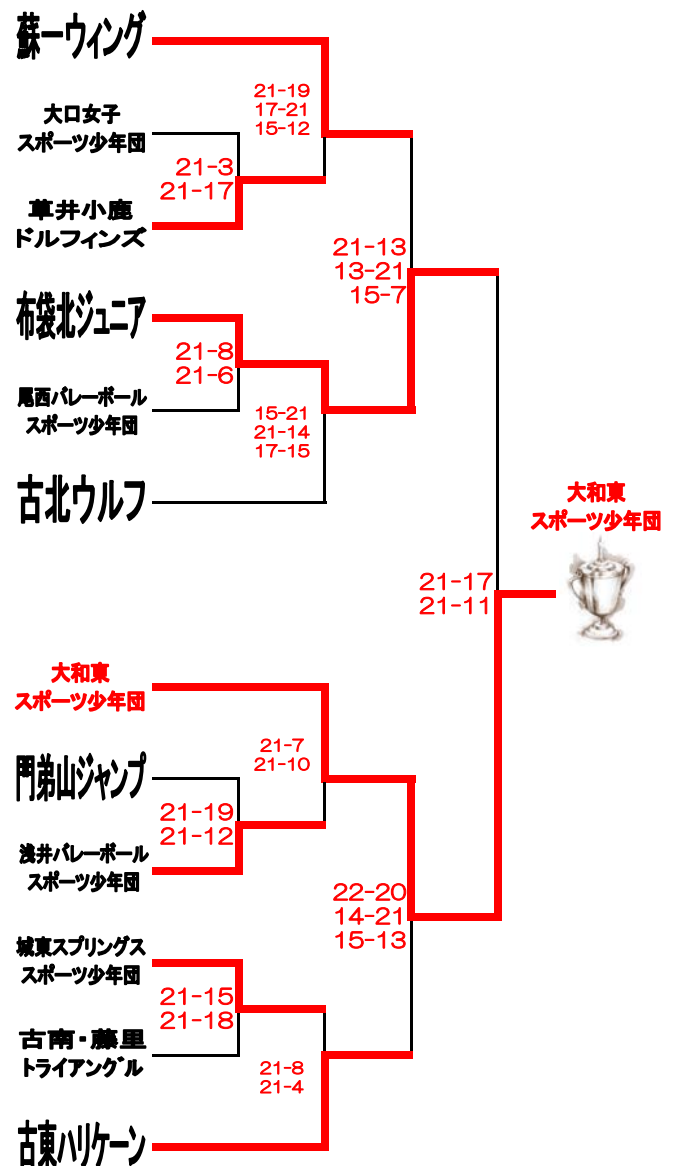 蘇一ウィング
21-19
17-21
15-12
大口女子
スポーツ少年団
21-3
21-17
草井小鹿
ドルフィンズ
21-13
13-21
15-7
布袋北ジュニア
21-8
21-6
尾西バレーボール
スポーツ少年団
15-21
21-14
17-15
古北ウルフ
大和東
スポーツ少年団
21-17
21-11
大和東
スポーツ少年団
21-7
21-10
門弟山ジャンプ
21-19
21-12
浅井バレーボール
スポーツ少年団
22-20
14-21
15-13
城東スプリングス
スポーツ少年団
21-15
21-18
古南・藤里
トライアングル
21-8
21-4
古東ハリケーン